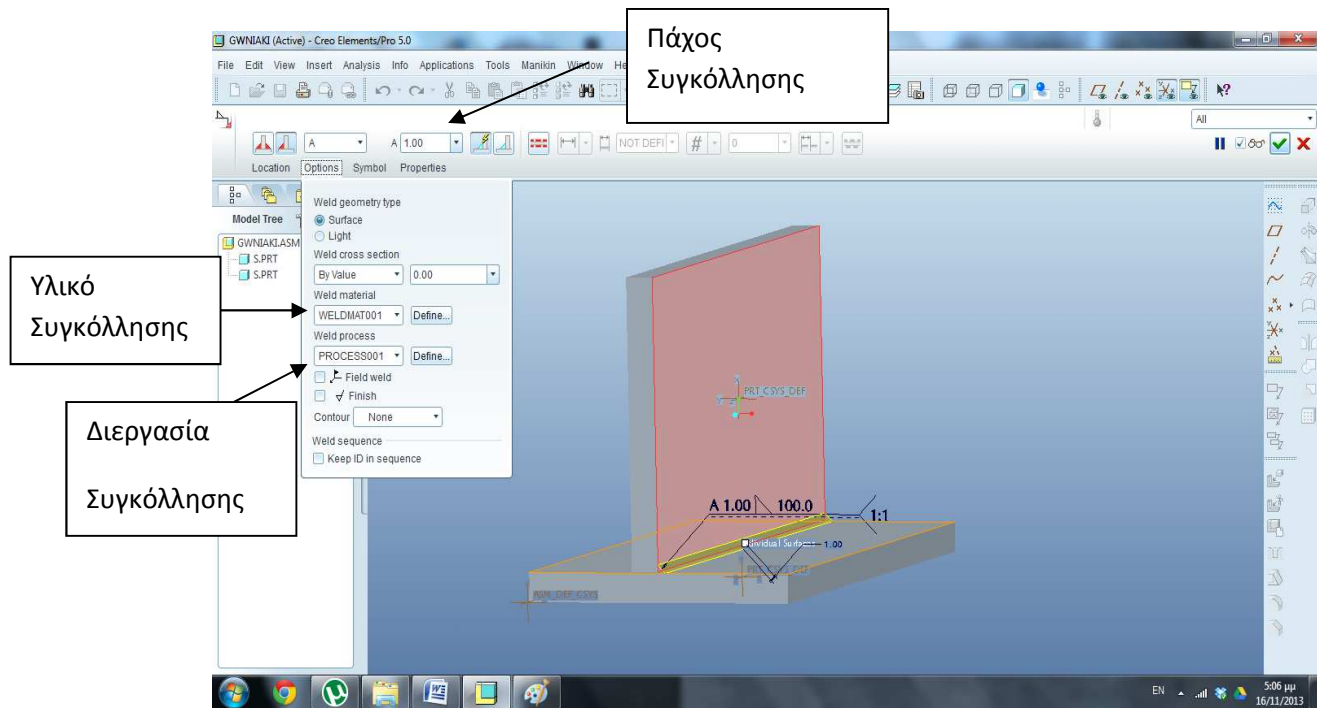 Πάχος
Συγκόλλησης
GWNIAKI (Active) - Creo Elements/Pro 5.0
File Edit View Insert Analysis Info Applications Tools Manikin Window He
A A 1.00 NOT DEFI # 0
All
Location Options Symbol Properties
Model Tree
GWNIAKI.ASM
S.PRT
S.PRT
Weld geometry type
Surface
Light
Weld cross section
By Value 0.00
Weld material
WELDMAT001 Define...
Weld process
PROCESS001 Define...
Field weld
Finish
Contour None
Weld sequence
Keep ID in sequence
Υλικό
Συγκόλλησης
Διεργασία
Συγκόλλησης
PRT_CSYS_DEF
A 1.00 100.0
1:1
dividual Surfaces 1.00
PRT_CSYS_DEF
ASM_DEF_CSYS
EN
5:06 μμ
16/11/2013